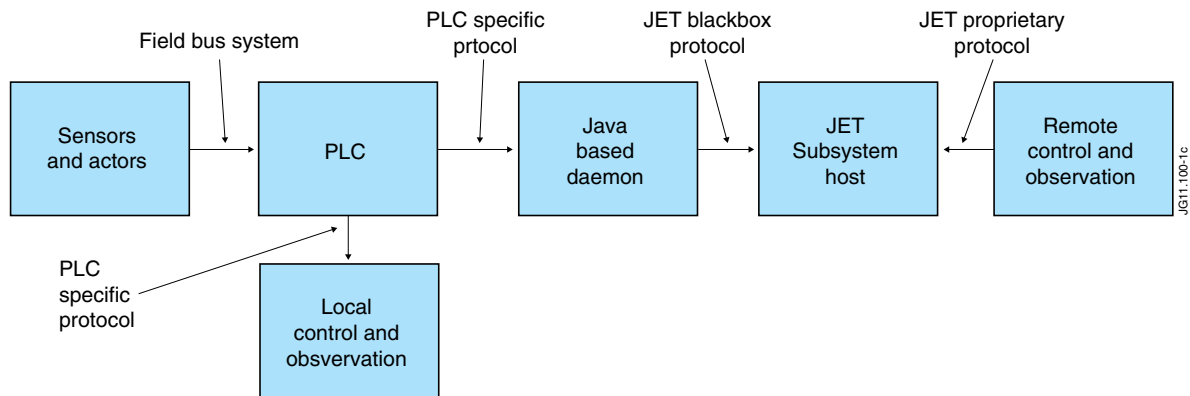 Field bus system
PLC specific
prtocol
JET blackbox
protocol
JET proprietary
protocol
Sensors
and actors
PLC
Java
based
daemon
JET
Subsystem
host
Remote
control and
observation
JG11.100-1c
PLC
specific
protocol
Local
control and
obsvervation